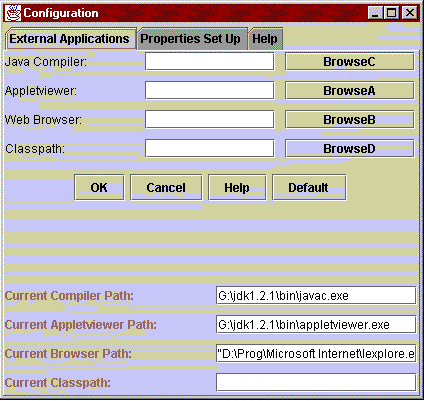 Configuration
External Applications Properties Set Up Help
Java Compiler: BrowseC
Appletviewer: BrowseA
Web Browser: BrowseB
Classpath: BrowseD
OK Cancel Help Default
Current Compiler Path: G:\jdk1.2.1\bin\javac.exe
Current Appletviewer Path: G:\jdk1.2.1\bin\appletviewer.exe
Current Browser Path: "D:\Prog\Microsoft Internet\Iexplore.e
Current Classpath: